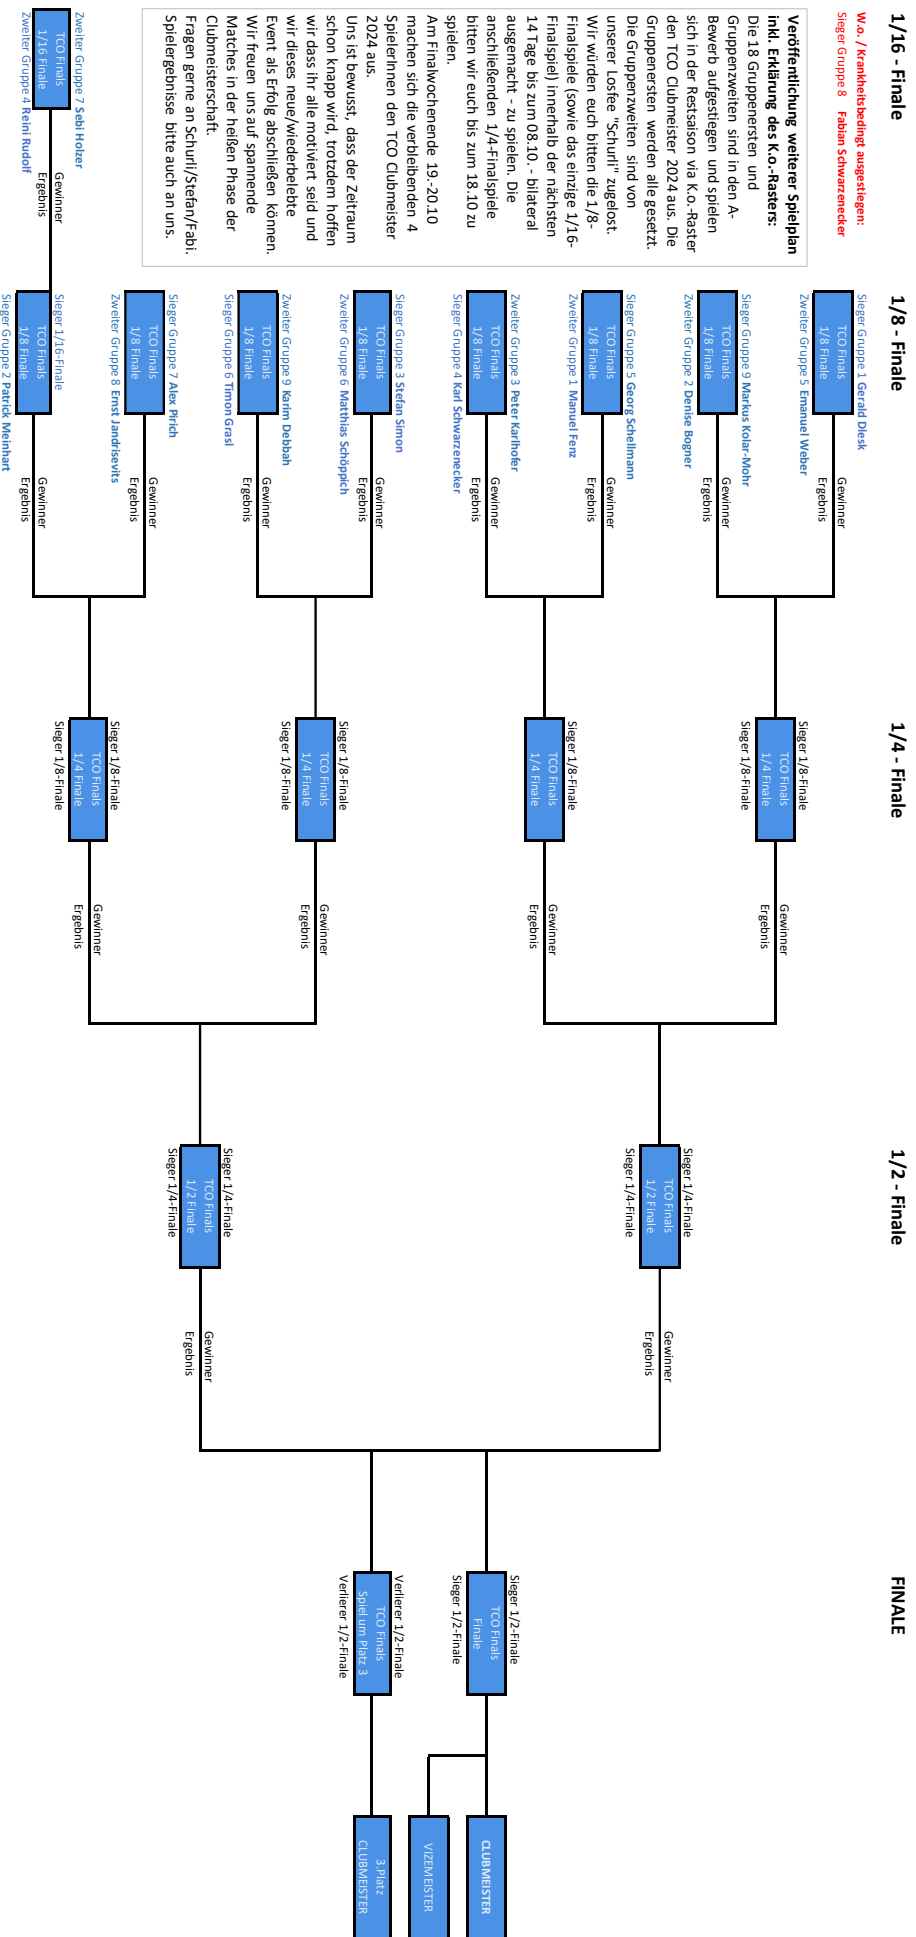 1/16 - Finale
1/8 - Finale
1/4 - Finale
1/2 - Finale
FINALE
W.o. / Krankheitsbedingt ausgestiegen:
Sieger Gruppe 8 Fabian Schwarzenecker
Veröffentlichung weiterer Spielplan
inkl. Erklärung des K.o.-Rasters:
Die 18 Gruppenersten und
Gruppenzweiten sind in den A-
Bewerb aufgestiegen und spielen
sich in der Restsaison via K.o.-Raster
den TCO Clubmeister 2024 aus. Die
Gruppenersten werden alle gesetzt.
Die Gruppenzweiten sind von
unserer Losfee "Schurli" zugelost.
Wir würden euch bitten die 1/8-
Finalspiele (sowie das einzige 1/16-
Finalspiel) innerhalb der nächsten
14 Tage bis zum 08.10. - bilateral
ausgemacht - zu spielen. Die
anschließenden 1/4-Finalspiele
bitten wir euch bis zum 18.10 zu
spielen.
Am Finalwochenende 19.-20.10
machen sich die verbleibenden 4
SpielerInnen den TCO Clubmeister
2024 aus.
Uns ist bewusst, dass der Zeitraum
schon knapp wird, trotzdem hoffen
wir dass ihr alle motiviert seid und
wir dieses neue/wiederbelebte
Event als Erfolg abschließen können.
Wir freuen uns auf spannende
Matches in der heißen Phase der
Clubmeisterschaft.
Fragen gerne an Schurli/Stefan/Fabi.
Spielergebnisse bitte auch an uns.
Zweiter Gruppe 7 Sebi Holzer
TCO Finals
1/16 Finale
Zweiter Gruppe 4 Reini Rudolf
Gewinner
Ergebnis
Sieger Gruppe 1 Gerald Dlesk
TCO Finals
1/8 Finale
Zweiter Gruppe 5 Emanuel Weber
Gewinner
Ergebnis
Sieger Gruppe 9 Markus Kolar-Mohr
TCO Finals
1/8 Finale
Zweiter Gruppe 2 Denise Bogner
Gewinner
Ergebnis
Sieger Gruppe 5 Georg Schellmann
TCO Finals
1/8 Finale
Zweiter Gruppe 1 Manuel Fenz
Gewinner
Ergebnis
Zweiter Gruppe 3 Peter Karlhofer
TCO Finals
1/8 Finale
Sieger Gruppe 4 Karl Schwarzenecker
Gewinner
Ergebnis
Sieger Gruppe 3 Stefan Simon
TCO Finals
1/8 Finale
Zweiter Gruppe 6 Matthias Schöppich
Gewinner
Ergebnis
Zweiter Gruppe 9 Karim Debbah
TCO Finals
1/8 Finale
Sieger Gruppe 6 Timon Grasl
Gewinner
Ergebnis
Sieger Gruppe 7 Alex Pirich
TCO Finals
1/8 Finale
Zweiter Gruppe 8 Ernst Jandrisevits
Gewinner
Ergebnis
Sieger 1/16-Finale
TCO Finals
1/8 Finale
Sieger Gruppe 2 Patrick Meinhart
Gewinner
Ergebnis
Sieger 1/8-Finale
TCO Finals
1/4 Finale
Sieger 1/8-Finale
Gewinner
Ergebnis
Sieger 1/8-Finale
TCO Finals
1/4 Finale
Sieger 1/8-Finale
Gewinner
Ergebnis
Sieger 1/8-Finale
TCO Finals
1/4 Finale
Sieger 1/8-Finale
Gewinner
Ergebnis
Sieger 1/8-Finale
TCO Finals
1/4 Finale
Sieger 1/8-Finale
Gewinner
Ergebnis
Sieger 1/4-Finale
TCO Finals
1/2 Finale
Sieger 1/4-Finale
Gewinner
Ergebnis
Sieger 1/4-Finale
TCO Finals
1/2 Finale
Sieger 1/4-Finale
Gewinner
Ergebnis
Sieger 1/2-Finale
TCO Finals
Finale
Sieger 1/2-Finale
Verlierer 1/2-Finale
TCO Finals
Spiel um Platz 3
Verlierer 1/2-Finale
CLUBMEISTER
VIZEMEISTER
3.Platz
CLUBMEISTER